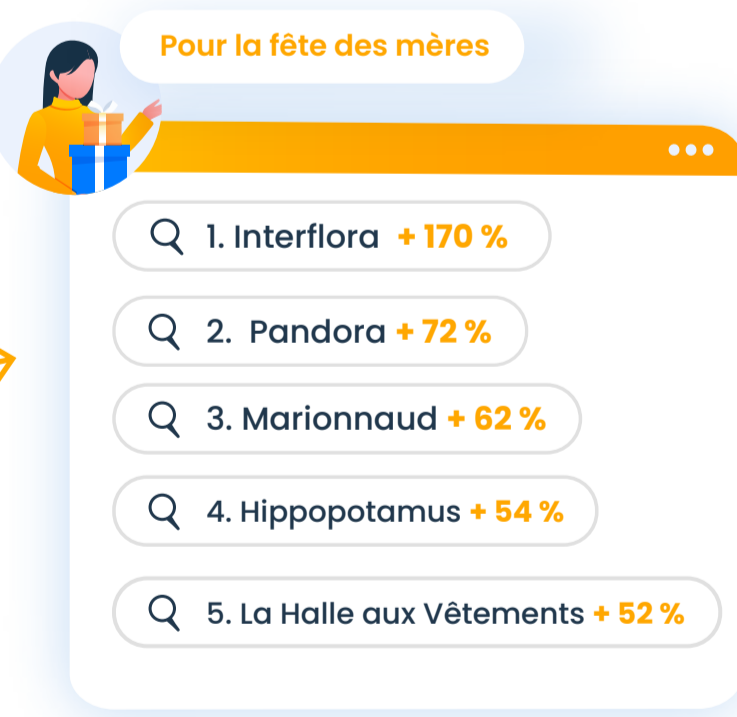 Pour la fête des mères
1. Interflora + 170 %
2. Pandora + 72 %
3. Marionnaud + 62 %
4. Hippopotamus + 54 %
5. La Halle aux Vêtements + 52 %